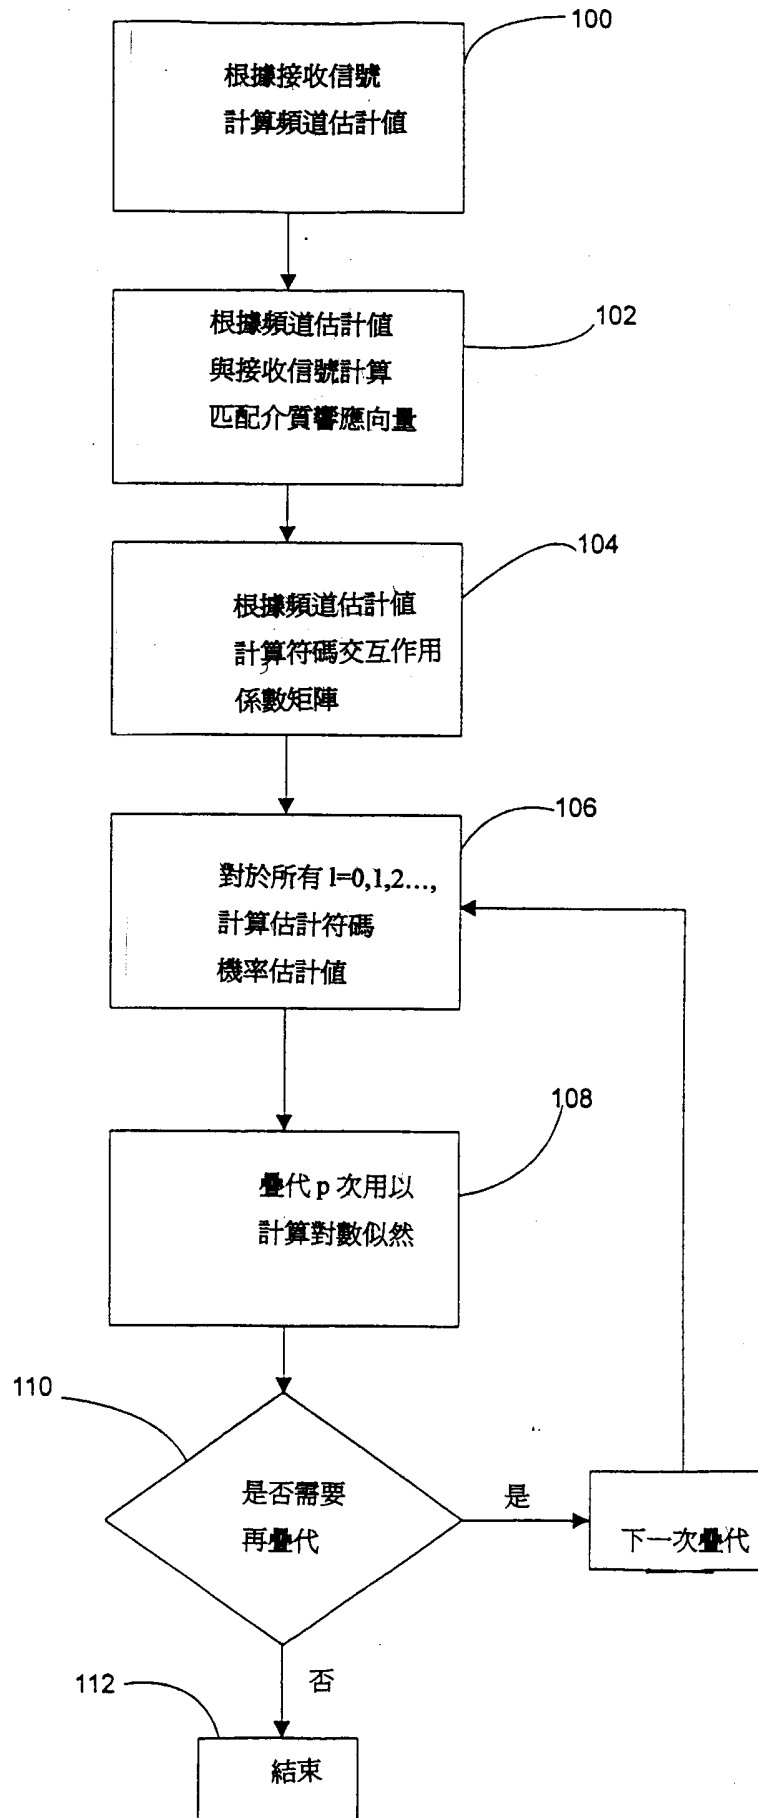 100
根據接收信號
計算頻道估計值
102
根據頻道估計值
與接收信號計算
匹配介質響應向量
104
根據頻道估計值
計算符碼交互作用
係數矩陣
106
對於所有 l=0,1,2...,
計算估計符碼
機率估計值
108
疊代 p 次用以
計算對數似然
110
是否需要
再疊代
是
下一次疊代
否
112
結束